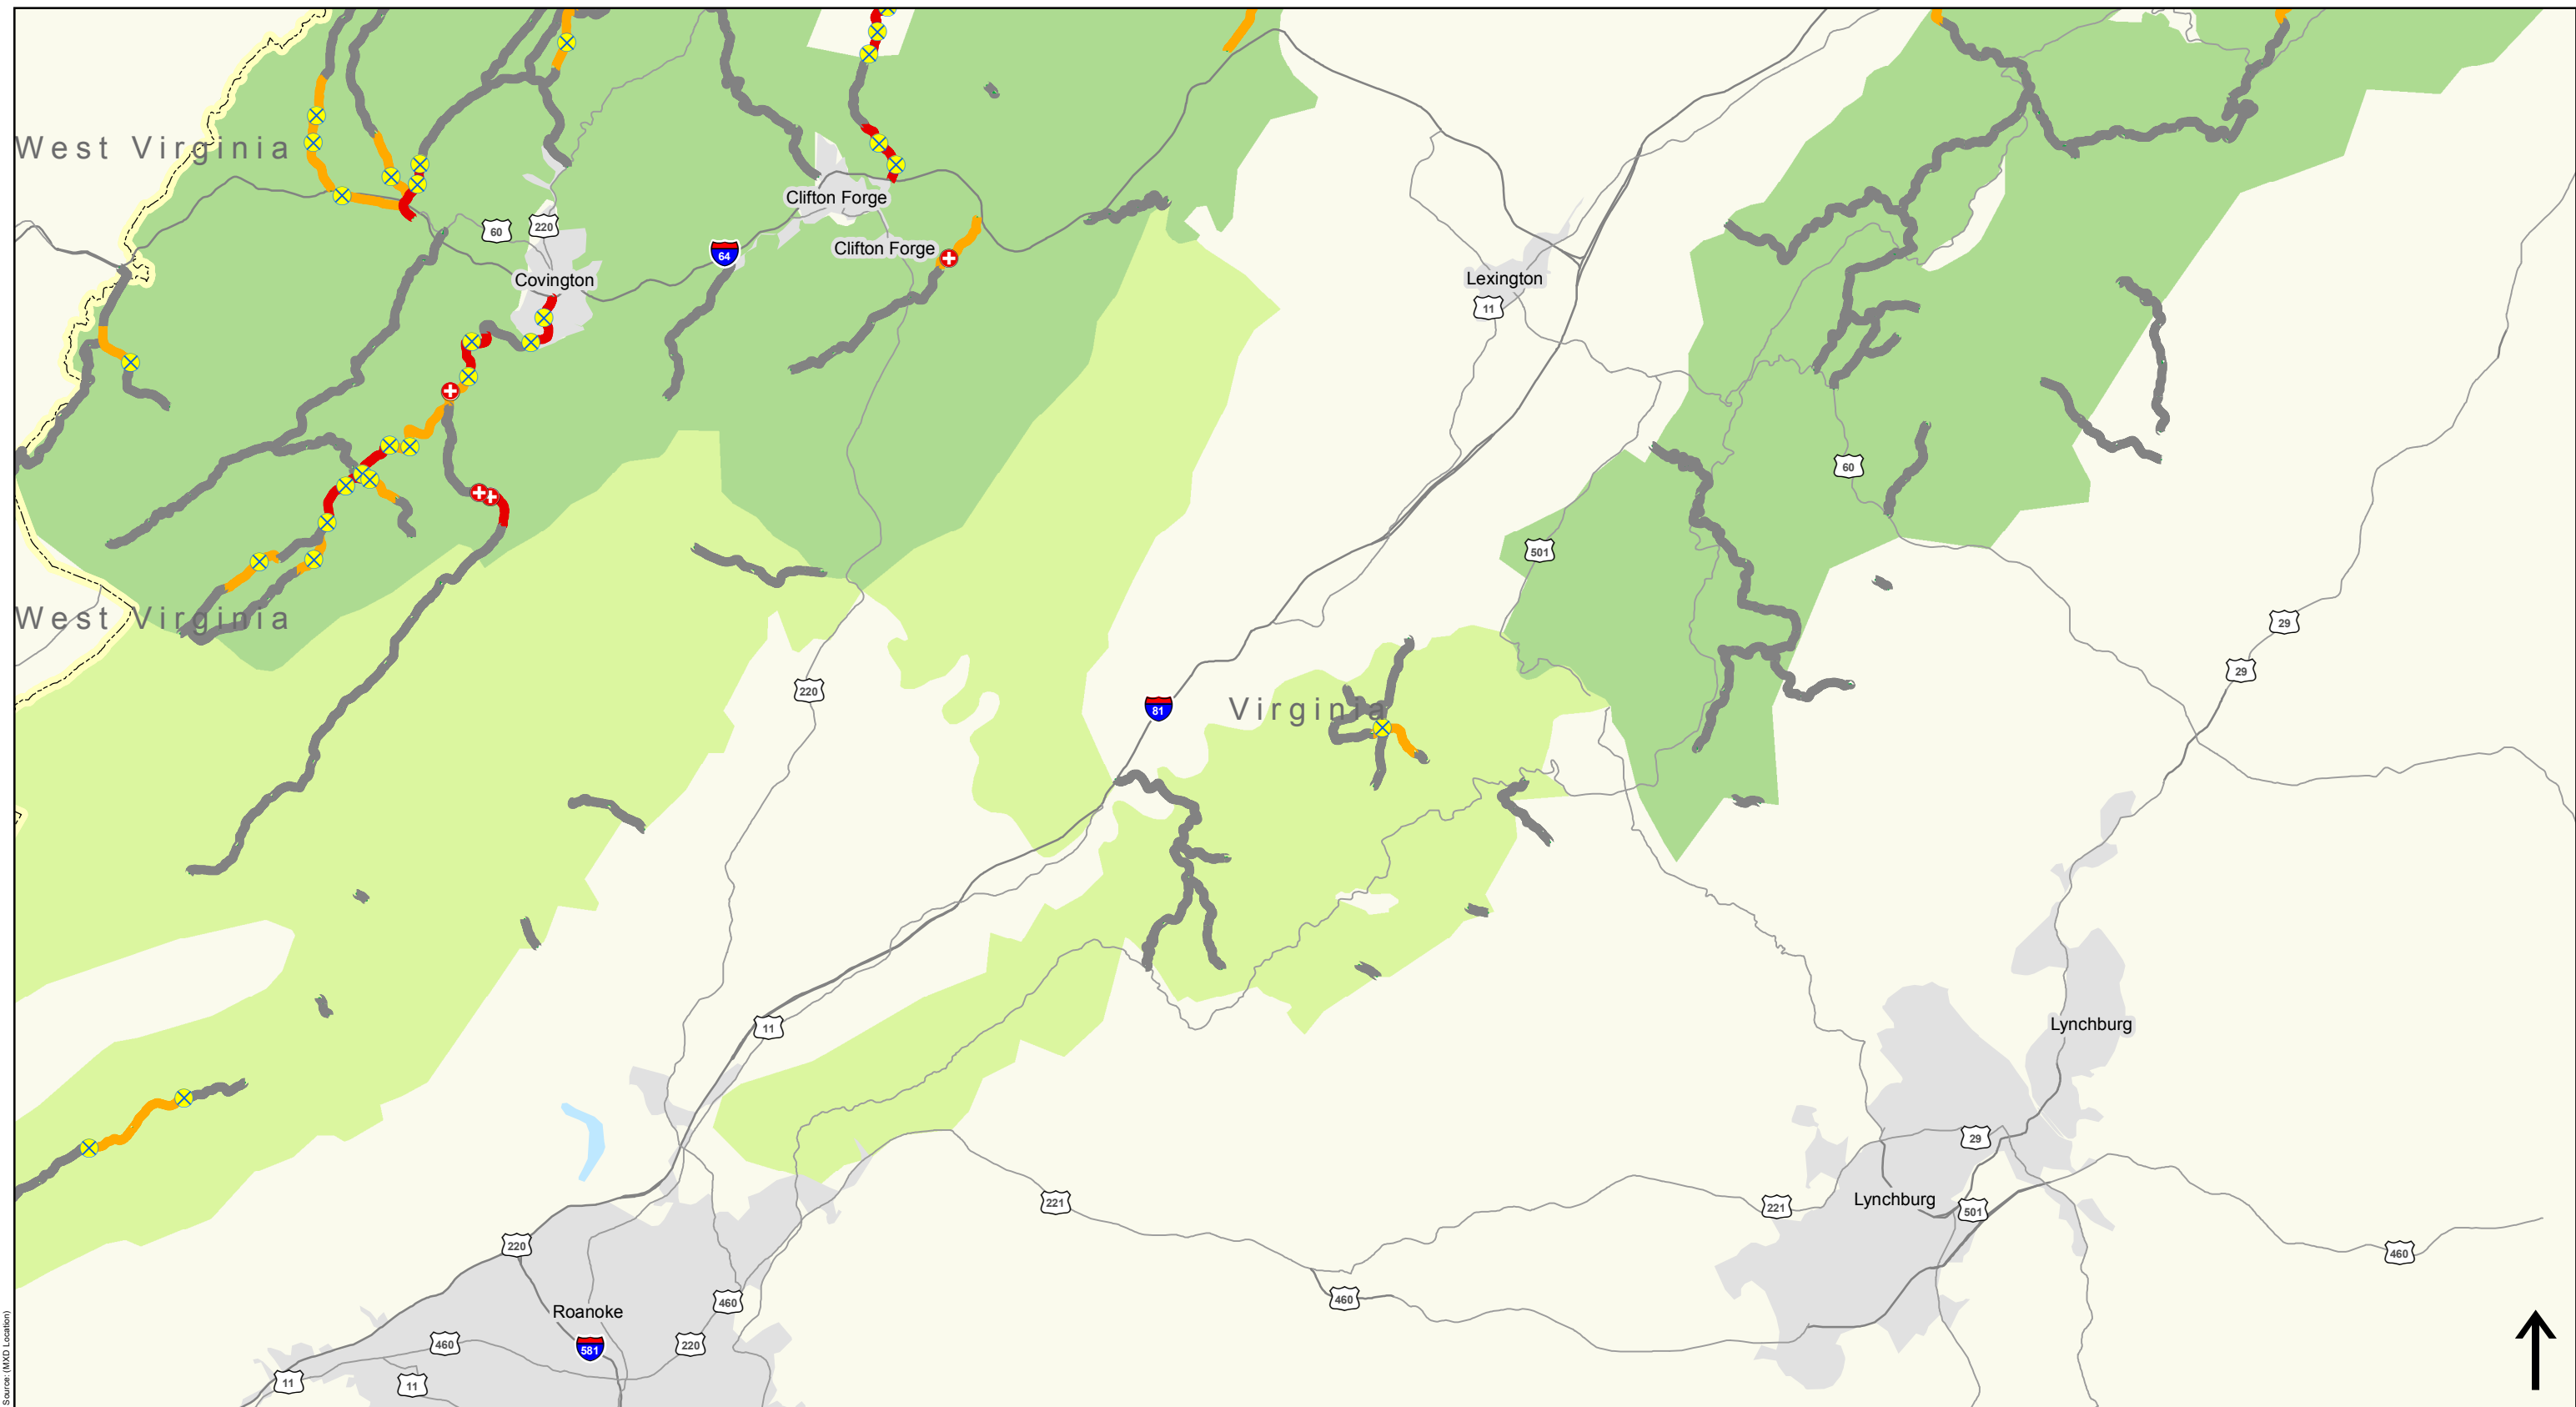 West Virginia
Clifton Forge
60
220
Clifton Forge
64
Covington
Lexington
11
60
501
West Virginia
29
29
220
81
Virginia
11
Lynchburg
29
221
221
Lynchburg
501
220
460
460
460
Roanoke
460
220
581
11
11
Source: (MXD Location)